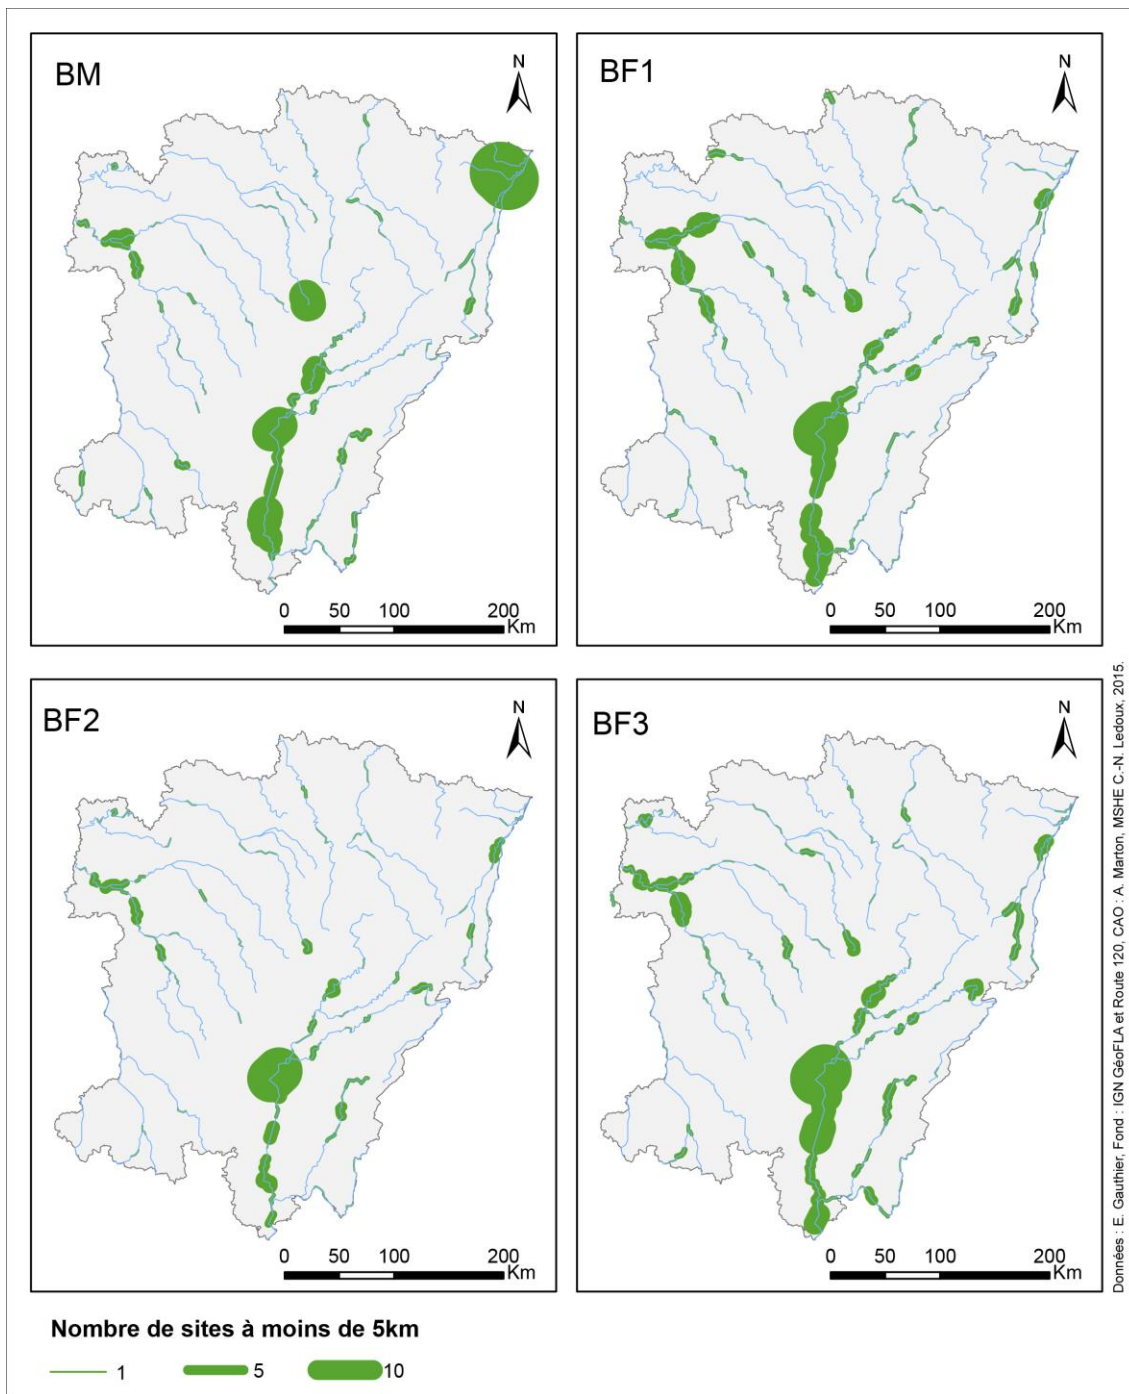 BM
N
0 50 100 200
Km
BF1
N
0 50 100 200
Km
BF2
N
0 50 100 200
Km
BF3
N
0 50 100 200
Km
Données : E. Gauthier, Fond : IGN GéoFLA et Route 120, CAO : A. Marton, MSHE C.-N. Ledoux, 2015.
Nombre de sites à moins de 5km
1 5 10